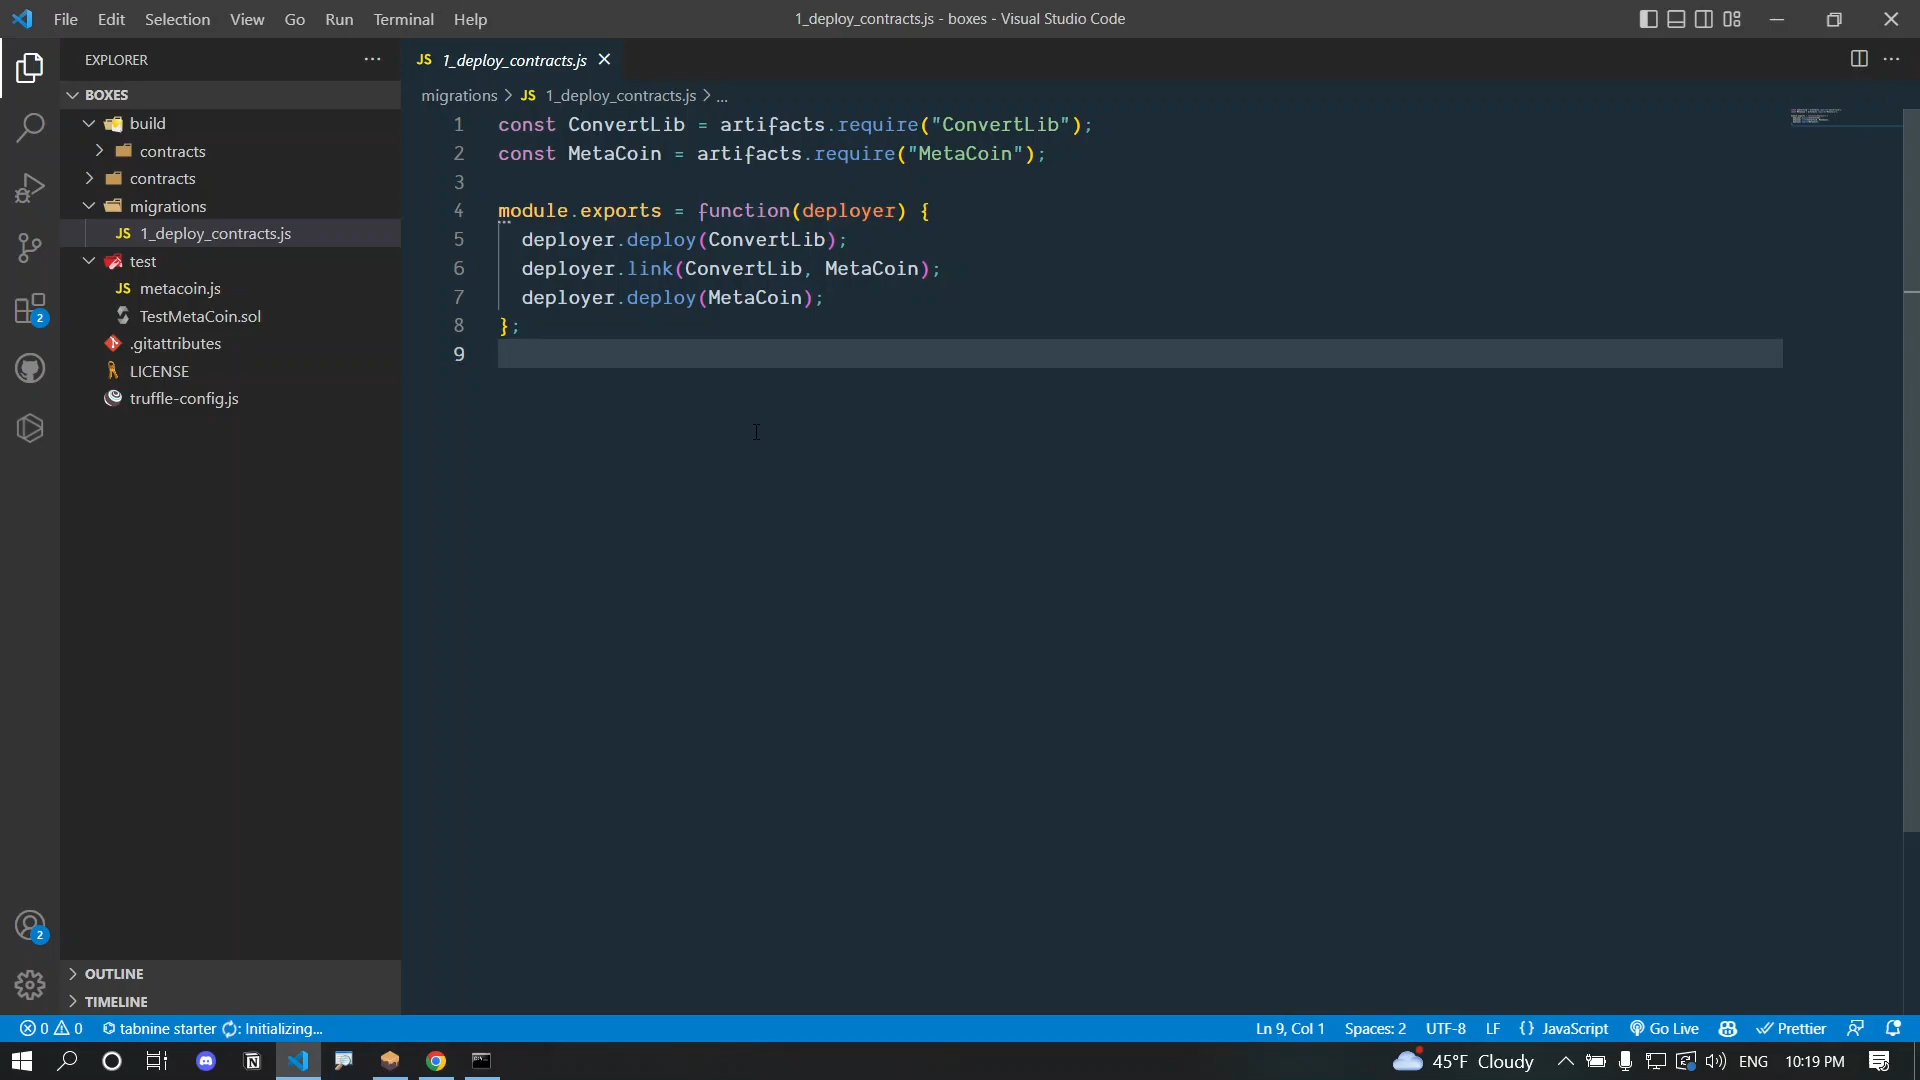 File Edit Selection View Go Run Terminal Help
1_deploy_contracts.js - boxes - Visual Studio Code
EXPLORER
BOXES
build
contracts
contracts
migrations
JS 1_deploy_contracts.js
test
JS metacoin.js
TestMetaCoin.sol
.gitattributes
LICENSE
truffle-config.js
OUTLINE
TIMELINE
2
2
JS 1_deploy_contracts.js
migrations > JS 1_deploy_contracts.js > ...
1 const ConvertLib = artifacts.require("ConvertLib");
2 const MetaCoin = artifacts.require("MetaCoin");
3
4 module.exports = function(deployer) {
5 deployer.deploy(ConvertLib);
6 deployer.link(ConvertLib, MetaCoin);
7 deployer.deploy(MetaCoin);
8 };
9
0 0 tabnine starter : Initializing...
Ln 9, Col 1 Spaces: 2 UTF-8 LF {} JavaScript Go Live Prettier
45°F Cloudy ENG 10:19 PM